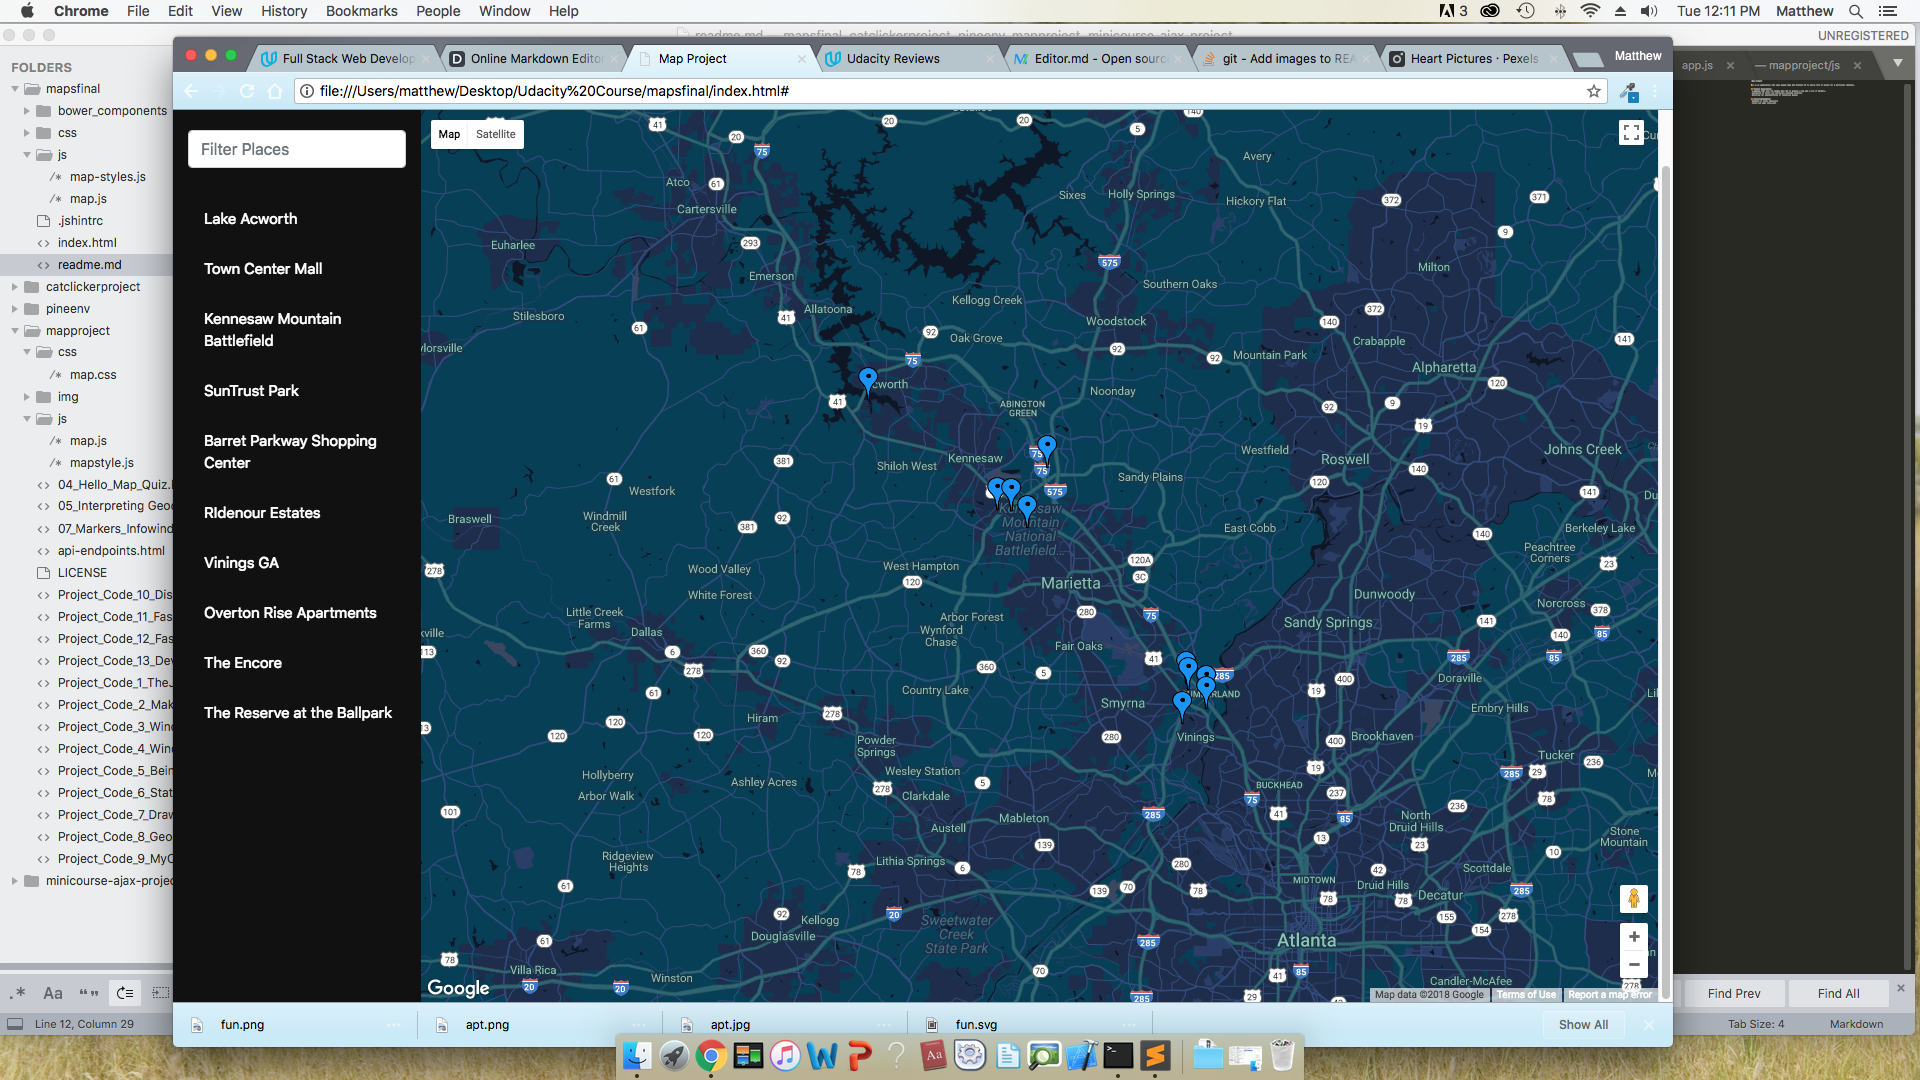 Chrome File Edit View History Bookmarks People Window Help
3 Tue 12:11 PM Matthew
UNREGISTERED
FOLDERS
mapsfinal
bower_components
css
js
map-styles.js
map.js
.jshintrc
index.html
readme.md
catclickerproject
pineenv
mapproject
css
map.css
img
js
map.js
mapstyle.js
04_Hello_Map_Quiz.
05_Interpreting Geo
07_Markers_Infowin
api-endpoints.html
LICENSE
Project_Code_10_Dis
Project_Code_11_Fas
Project_Code_12_Fas
Project_Code_13_Dev
Project_Code_1_The
Project_Code_2_Mak
Project_Code_3_Wind
Project_Code_4_Wind
Project_Code_5_Bein
Project_Code_6_Stat
Project_Code_7_Draw
Project_Code_8_Geo
Project_Code_9_MyC
minicourse-ajax-proje
Line 12, Column 29
Full Stack Web Develop
Online Markdown Editor
Map Project
Udacity Reviews
Editor.md - Open sourc
git - Add images to REA
Heart Pictures · Pexels
Matthew
file:///Users/matthew/Desktop/Udacity%20Course/mapsfinal/index.html#
app.js
— mapproject/js
Filter Places
Lake Acworth
Town Center Mall
Kennesaw Mountain
Battlefield
SunTrust Park
Barret Parkway Shopping
Center
RIdenour Estates
Vinings GA
Overton Rise Apartments
The Encore
The Reserve at the Ballpark
Map Satellite
Atco
Cartersville
Euharlee
Emerson
Allatoona
Stilesboro
Kellogg Creek
Oak Grove
Sixes
Holly Springs
Avery
Hickory Flat
Milton
Southern Oaks
Woodstock
Mountain Park
Crabapple
Alpharetta
Noonday
ABINGTON
GREEN
Kennesaw
Shiloh West
Sandy Plains
Westfield
Roswell
Johns Creek
Westfork
Windmill
Creek
Braswell
East Cobb
Berkeley Lake
Peachtree
Corners
Mountain
National
Battlefield...
West Hampton
Wood Valley
White Forest
Marietta
Dunwoody
Norcross
Little Creek
Farms
Dallas
Arbor Forest
Wynford
Chase
Fair Oaks
Sandy Springs
Country Lake
Smyrna
Doraville
Embry Hills
Hiram
Powder
Springs
Vinings
Brookhaven
Tucker
Hollyberry
Arbor Walk
Ashley Acres
Wesley Station
Clarkdale
BUCKHEAD
Mableton
Austell
North
Druid Hills
Stone
Mountain
Ridgeview
Heights
Lithia Springs
Scottdale
MIDTOWN
Druid Hills
Decatur
Kellogg
Douglasville
Sweetwater
Creek
State Park
Atlanta
Villa Rica
Winston
Candler-McAfee
Google
Map data ©2018 Google Terms of Use Report a map error
fun.png
apt.png
apt.jpg
fun.svg
Show All
Find Prev
Find All
Tab Size: 4
Markdown